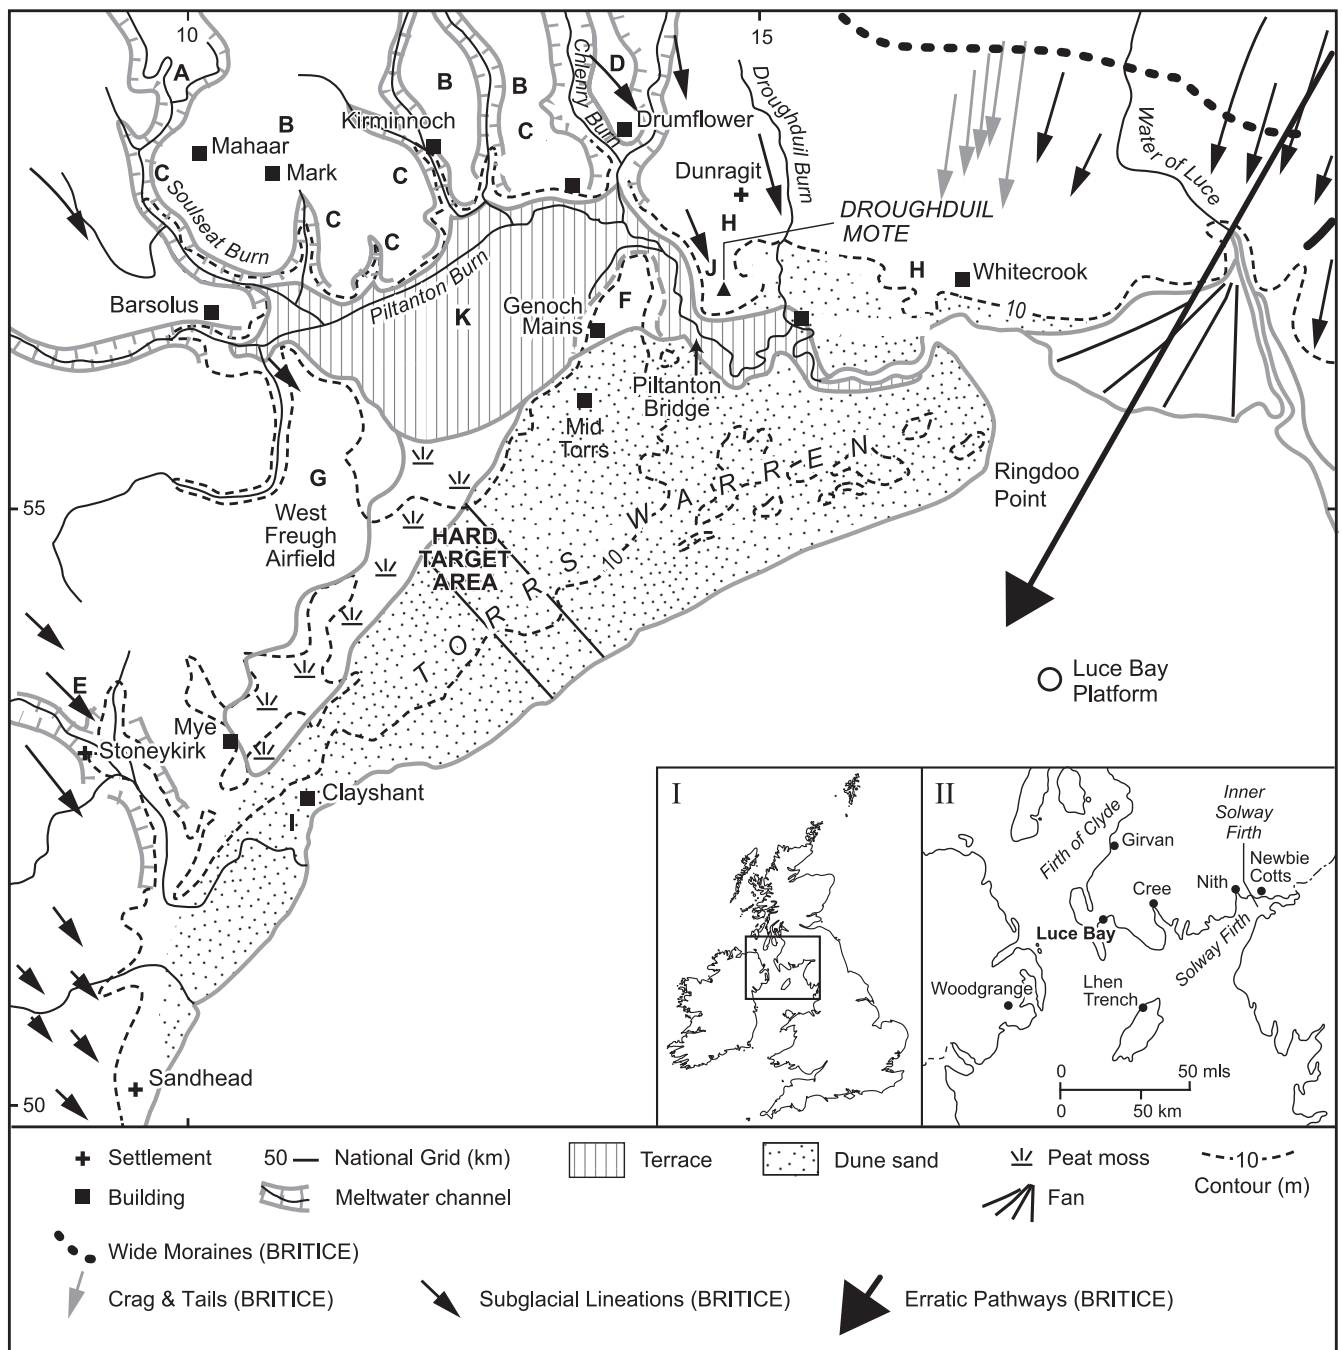 10
15
A
B
B
B
D
C
Chlenry Burn
Droughduil Burn
Water of Luce
Kirminnoch
Drumflower
Mahaar
Mark
C
C
C
C
Soulseat Burn
Dunragit
H
DROUGHDUIL
MOTE
J
H
Whitecrook
10
Barsolus
Piltanton Burn
K
Genoch
Mains
F
Piltanton
Bridge
Mid
Torrs
G
West
Freugh
Airfield
55
HARD
TARGET
AREA
TORRS WARREN
10
Ringdoo
Point
Luce Bay
Platform
E
Stoneykirk
Mye
Clayshant
I
Sandhead
50
I
II
Firth of Clyde
Girvan
Inner
Solway
Firth
Newbie
Cotts
Nith
Cree
Luce Bay
Solway Firth
Woodgrange
Lhen
Trench
0 50 mls
0 50 km
Settlement
50 National Grid (km)
Terrace
Dune sand
Peat moss
10
Contour (m)
Building
Meltwater channel
Fan
Wide Moraines (BRITICE)
Crag & Tails (BRITICE)
Subglacial Lineations (BRITICE)
Erratic Pathways (BRITICE)